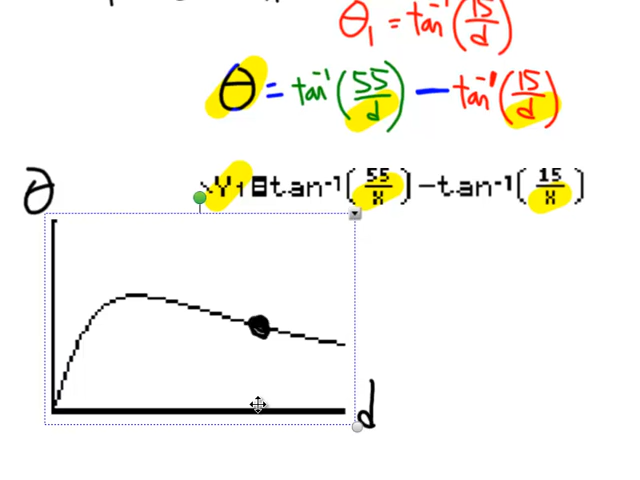 θ₁ = tan⁻¹(15/d)
θ = tan⁻¹(55/d) − tan⁻¹(15/d)
\Y₁=tan⁻¹(55/X)−tan⁻¹(15/X)
θ
d